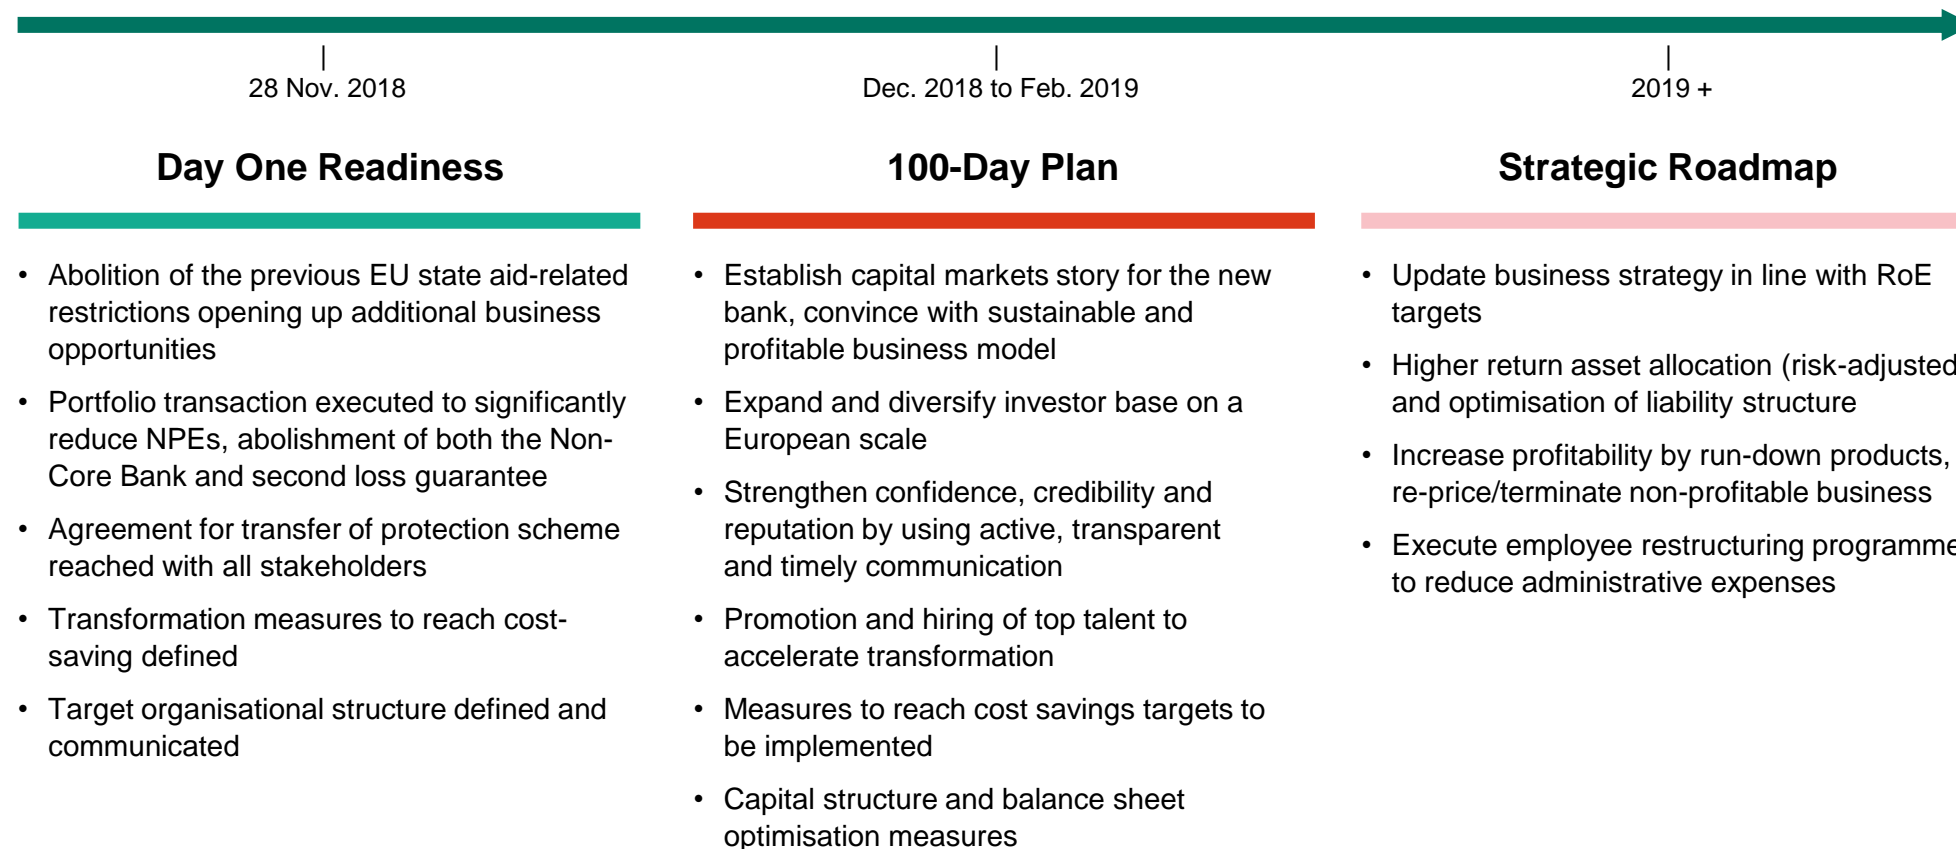 28 Nov. 2018
Dec. 2018 to Feb. 2019
2019 +
Day One Readiness
• Abolition of the previous EU state aid-related
restrictions opening up additional business
opportunities
• Portfolio transaction executed to significantly
reduce NPEs, abolishment of both the Non-
Core Bank and second loss guarantee
• Agreement for transfer of protection scheme
reached with all stakeholders
• Transformation measures to reach cost-
saving defined
• Target organisational structure defined and
communicated
100-Day Plan
• Establish capital markets story for the new
bank, convince with sustainable and
profitable business model
• Expand and diversify investor base on a
European scale
• Strengthen confidence, credibility and
reputation by using active, transparent
and timely communication
• Promotion and hiring of top talent to
accelerate transformation
• Measures to reach cost savings targets to
be implemented
• Capital structure and balance sheet
optimisation measures
Strategic Roadmap
• Update business strategy in line with RoE
targets
• Higher return asset allocation (risk-adjusted
and optimisation of liability structure
• Increase profitability by run-down products,
re-price/terminate non-profitable business
• Execute employee restructuring programme
to reduce administrative expenses